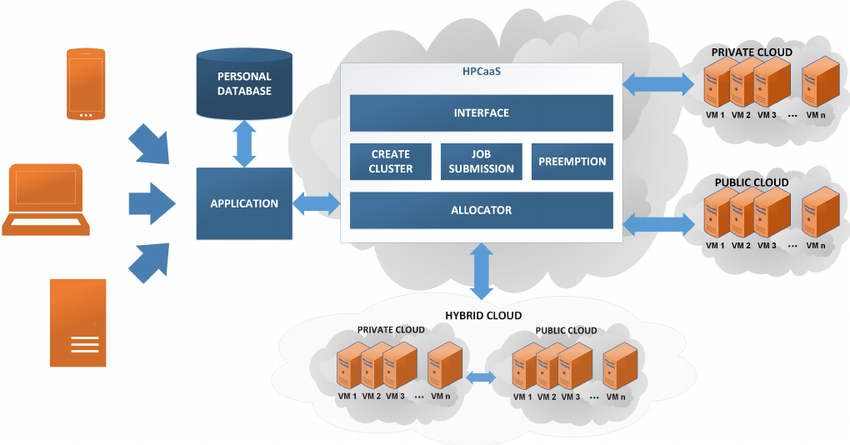 PERSONAL
DATABASE
APPLICATION
HPCaaS
INTERFACE
CREATE
CLUSTER
JOB
SUBMISSION
PREEMPTION
ALLOCATOR
PRIVATE CLOUD
VM 1 VM 2 VM 3 ... VM n
PUBLIC CLOUD
VM 1 VM 2 VM 3 ... VM n
HYBRID CLOUD
PRIVATE CLOUD
VM 1 VM 2 VM 3 ... VM n
PUBLIC CLOUD
VM 1 VM 2 VM 3 ... VM n